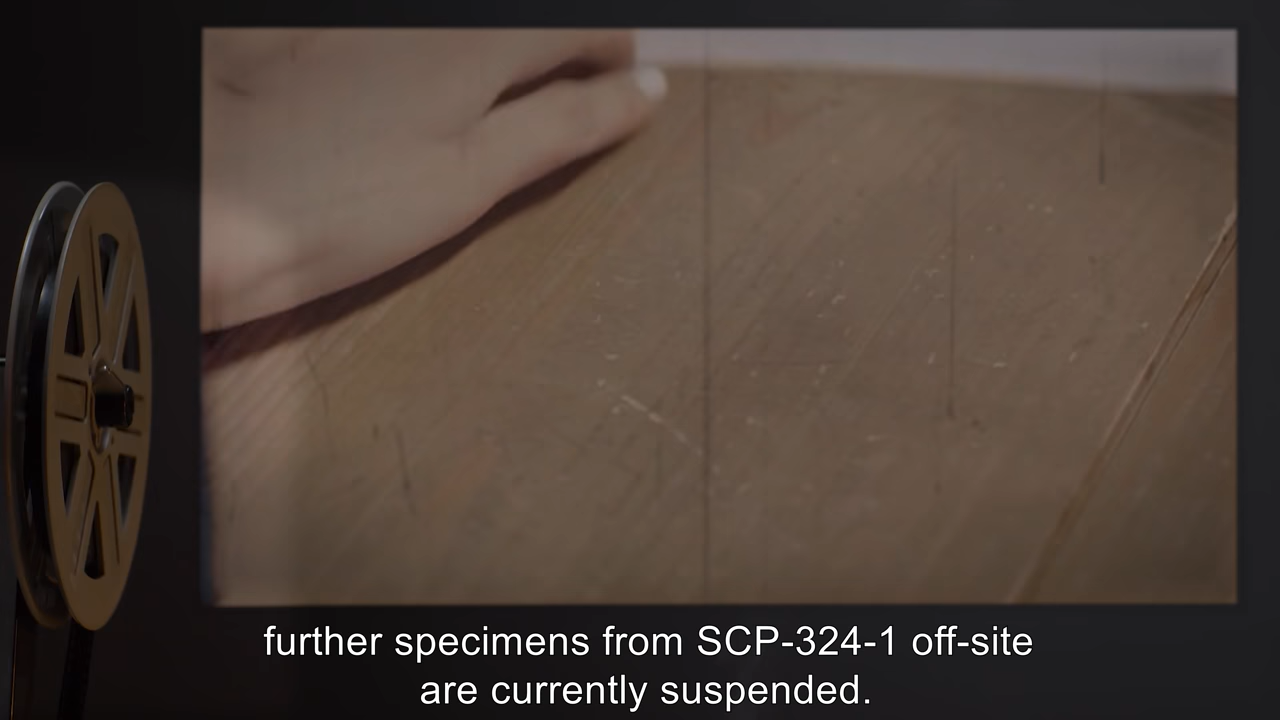 further specimens from SCP-324-1 off-site
are currently suspended.